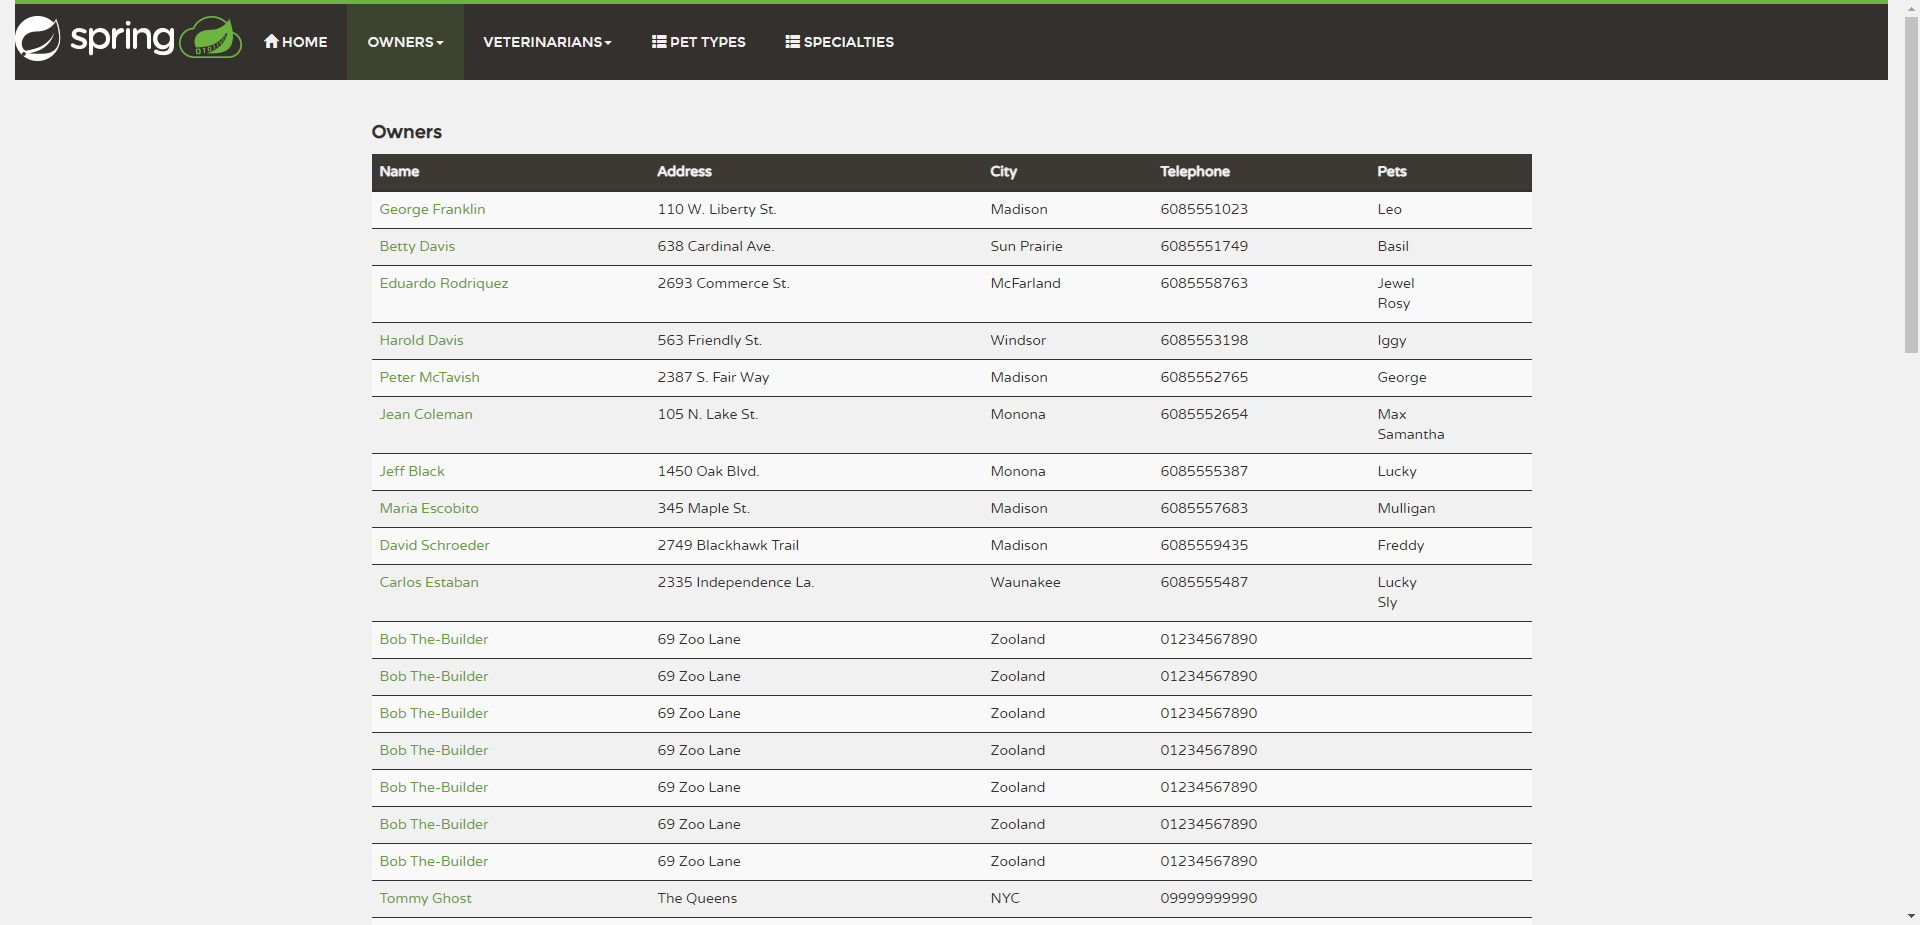 spring HOME OWNERS VETERINARIANS PET TYPES SPECIALTIES
Owners
Name Address City Telephone Pets
George Franklin 110 W. Liberty St. Madison 6085551023 Leo
Betty Davis 638 Cardinal Ave. Sun Prairie 6085551749 Basil
Eduardo Rodriquez 2693 Commerce St. McFarland 6085558763 Jewel
Rosy
Harold Davis 563 Friendly St. Windsor 6085553198 Iggy
Peter McTavish 2387 S. Fair Way Madison 6085552765 George
Jean Coleman 105 N. Lake St. Monona 6085552654 Max
Samantha
Jeff Black 1450 Oak Blvd. Monona 6085555387 Lucky
Maria Escobito 345 Maple St. Madison 6085557683 Mulligan
David Schroeder 2749 Blackhawk Trail Madison 6085559435 Freddy
Carlos Estaban 2335 Independence La. Waunakee 6085555487 Lucky
Sly
Bob The-Builder 69 Zoo Lane Zooland 01234567890
Bob The-Builder 69 Zoo Lane Zooland 01234567890
Bob The-Builder 69 Zoo Lane Zooland 01234567890
Bob The-Builder 69 Zoo Lane Zooland 01234567890
Bob The-Builder 69 Zoo Lane Zooland 01234567890
Bob The-Builder 69 Zoo Lane Zooland 01234567890
Bob The-Builder 69 Zoo Lane Zooland 01234567890
Tommy Ghost The Queens NYC 09999999990